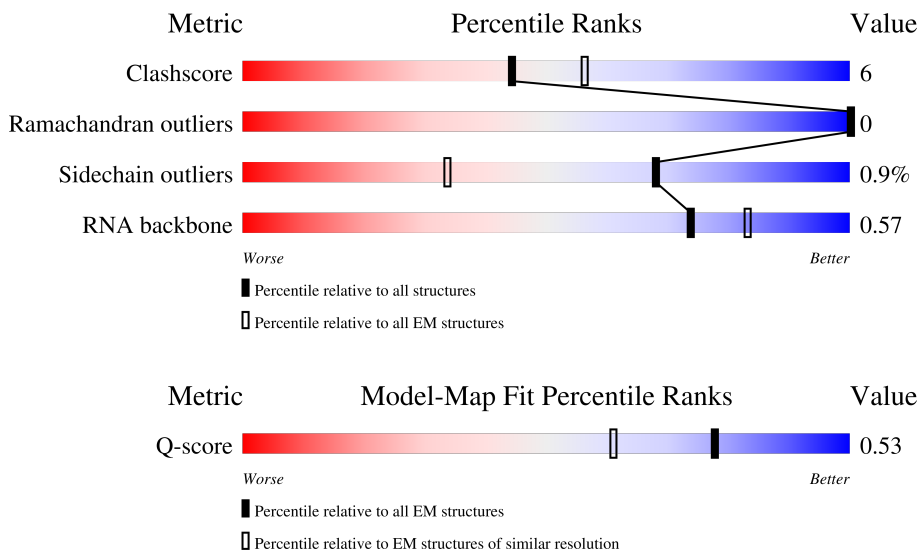 Metric Percentile Ranks Value
Clashscore 6
Ramachandran outliers 0
Sidechain outliers 0.9%
RNA backbone 0.57
Worse Better
Percentile relative to all structures
Percentile relative to all EM structures
Metric Model-Map Fit Percentile Ranks Value
Q-score 0.53
Worse Better
Percentile relative to all EM structures
Percentile relative to EM structures of similar resolution